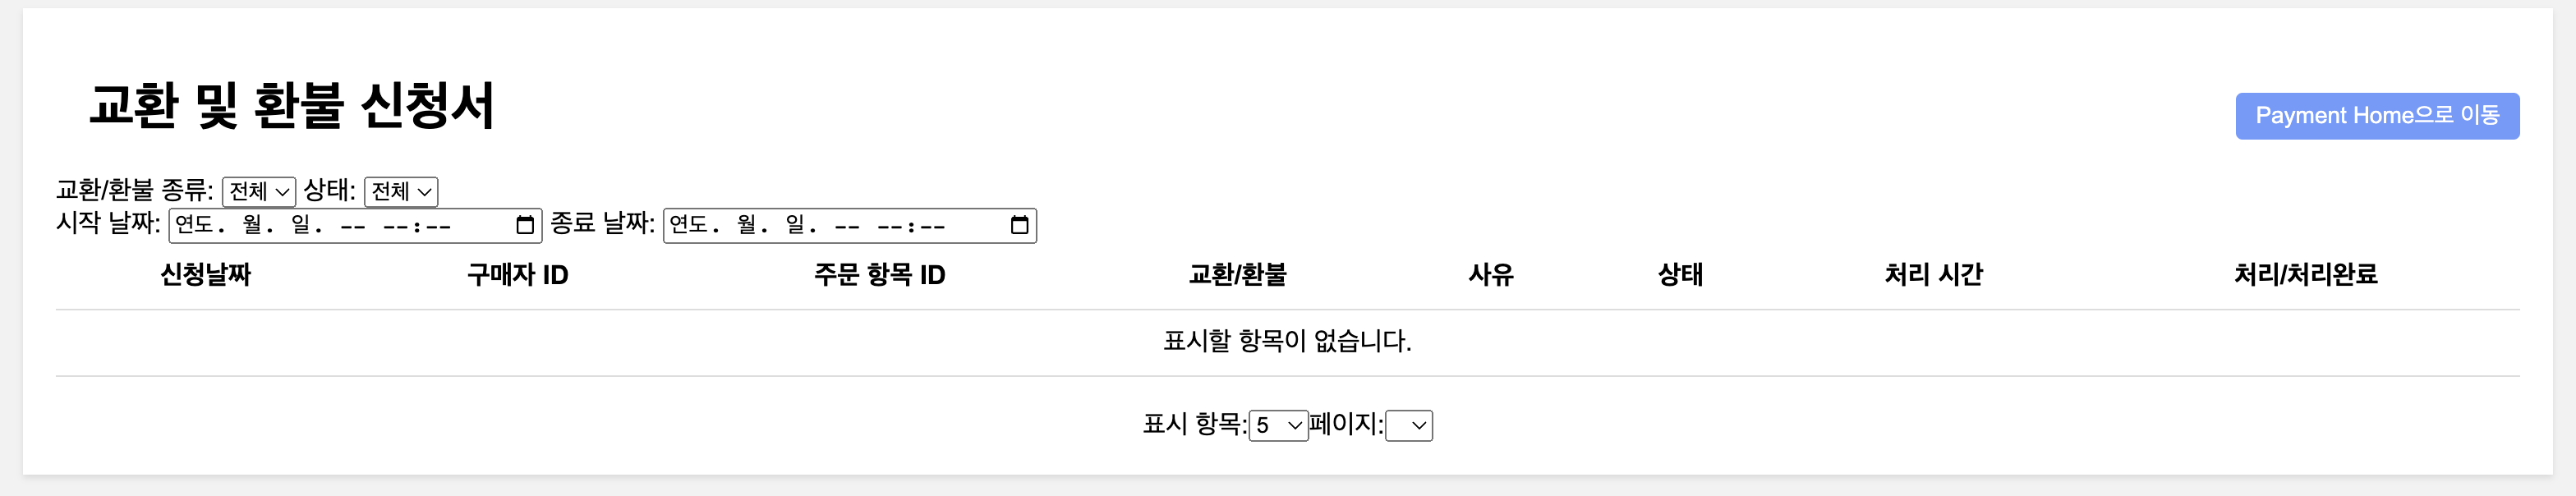 교환 및 환불 신청서
Payment Home으로 이동
교환/환불 종류: 전체 상태: 전체
시작 날짜: 연도. 월. 일. -- --:-- 종료 날짜: 연도. 월. 일. -- --:--
신청날짜 구매자 ID 주문 항목 ID 교환/환불 사유 상태 처리 시간 처리/처리완료
표시할 항목이 없습니다.
표시 항목: 5 페이지: